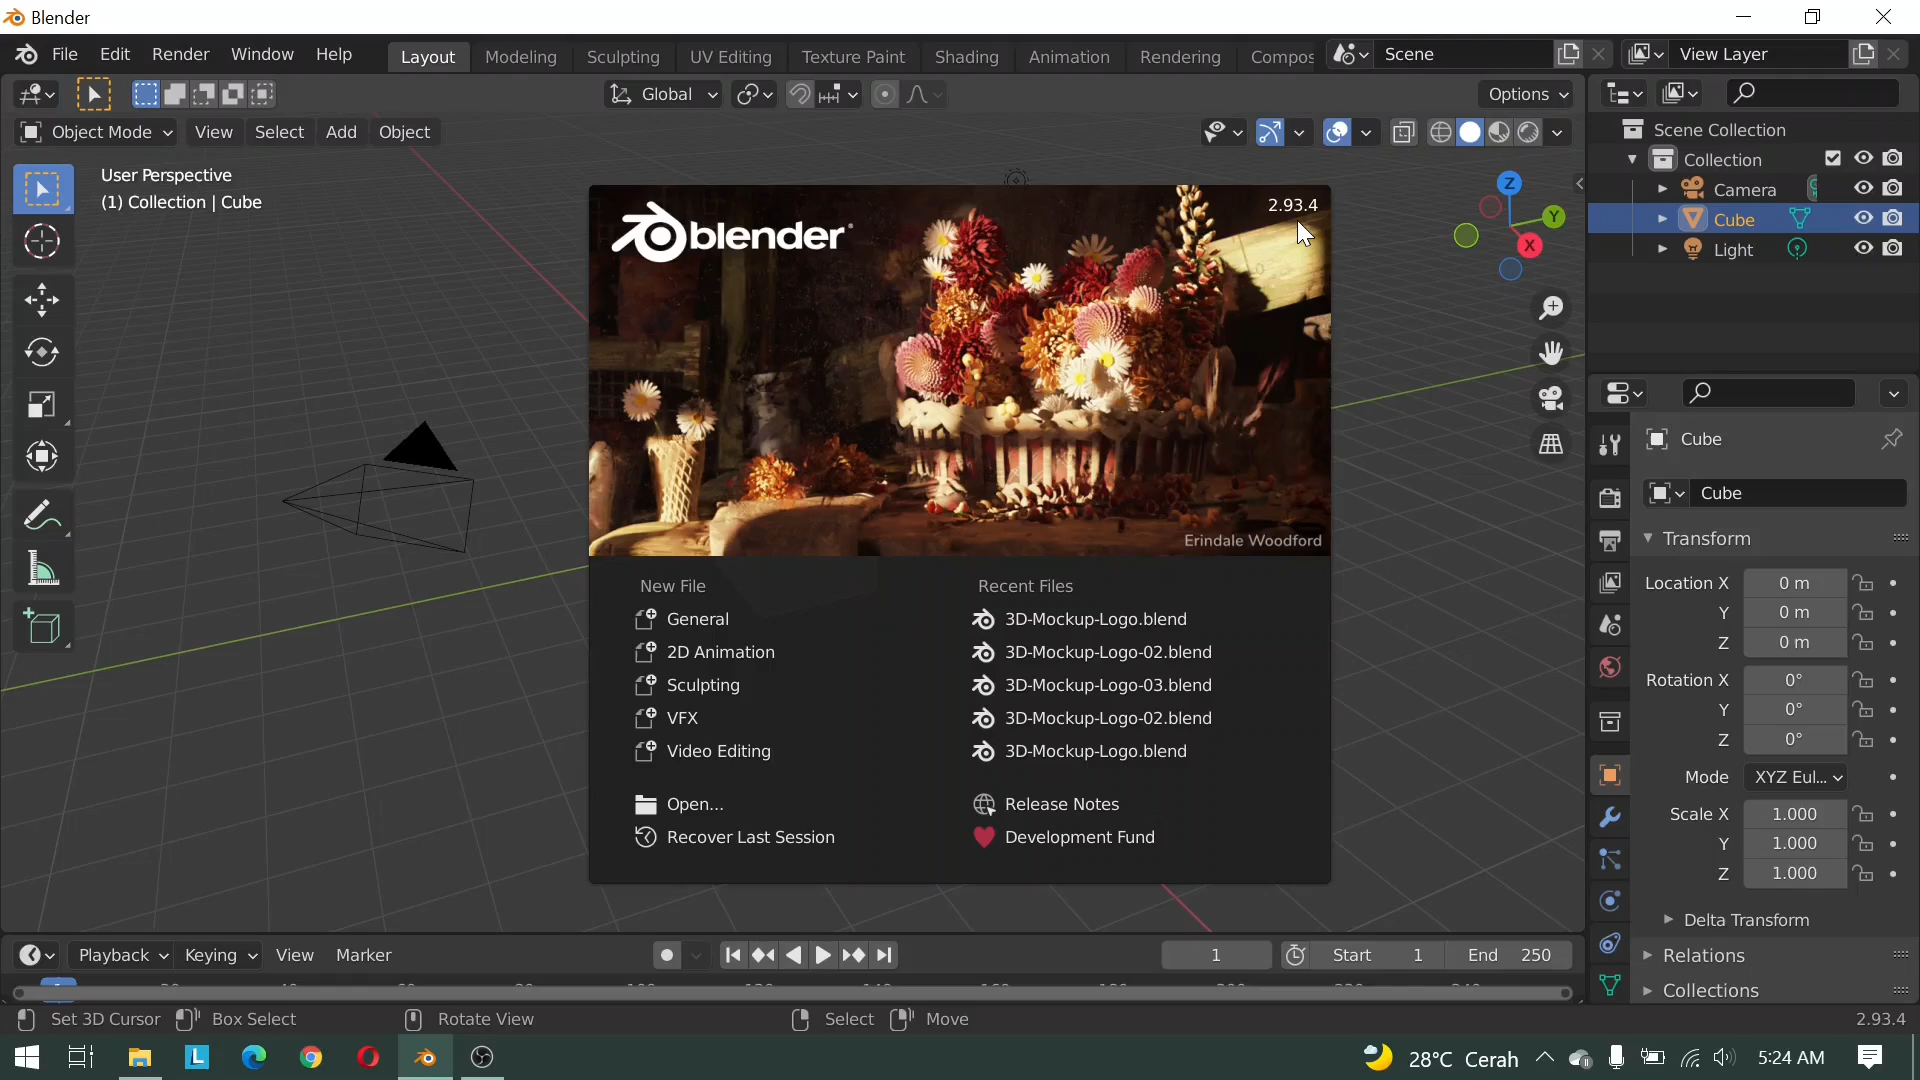 Blender
File Edit Render Window Help Layout Modeling Sculpting UV Editing Texture Paint Shading Animation Rendering Compos Scene View Layer
Global Options
Object Mode View Select Add Object
User Perspective
(1) Collection | Cube
Z
Y
X
Scene Collection
Collection
Camera
Cube
Light
blender
2.93.4
Erindale Woodford
New File
General
2D Animation
Sculpting
VFX
Video Editing
Open...
Recover Last Session
Recent Files
3D-Mockup-Logo.blend
3D-Mockup-Logo-02.blend
3D-Mockup-Logo-03.blend
3D-Mockup-Logo-02.blend
3D-Mockup-Logo.blend
Release Notes
Development Fund
Cube
Cube
Transform
Location X 0 m
Y 0 m
Z 0 m
Rotation X 0°
Y 0°
Z 0°
Mode XYZ Eul...
Scale X 1.000
Y 1.000
Z 1.000
Delta Transform
Relations
Collections
Playback Keying View Marker 1 Start 1 End 250
Set 3D Cursor Box Select Rotate View Select Move 2.93.4
L 28°C Cerah 5:24 AM